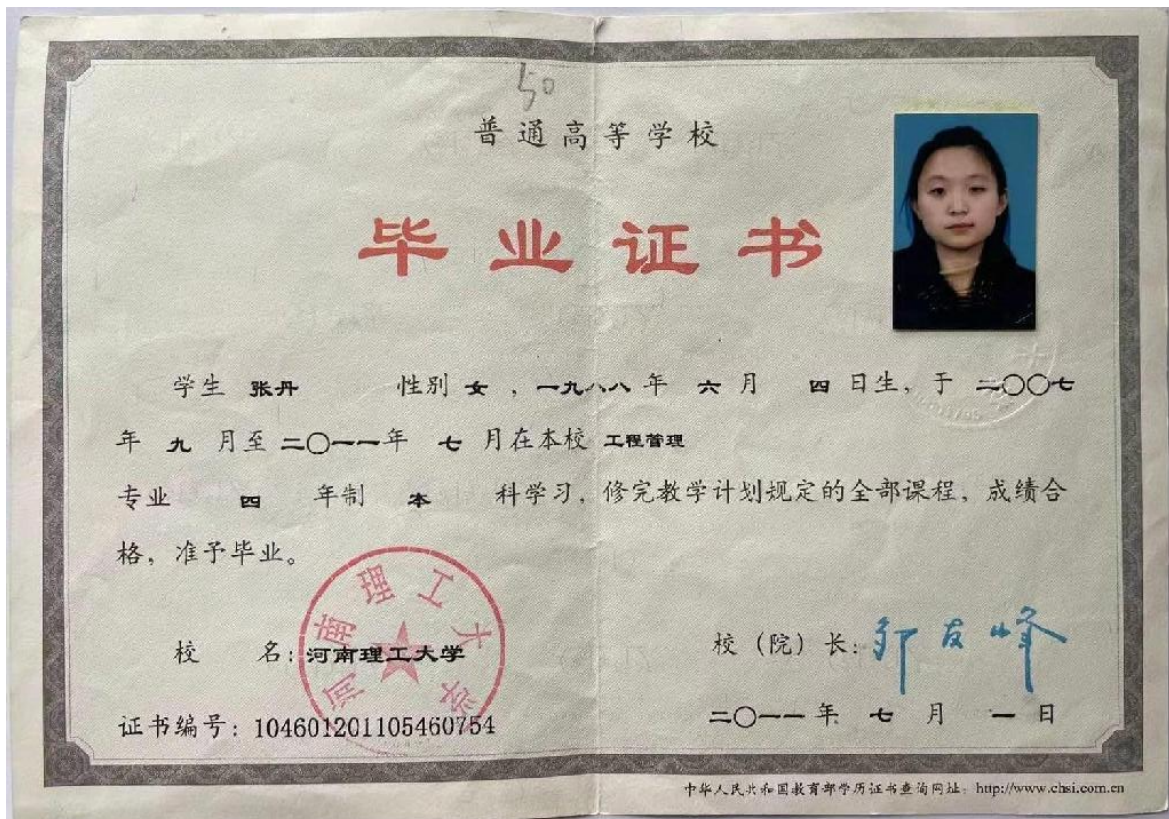 50
普通高等学校
毕业证书
学生 张丹 性别 女 ，一九八八 年 六 月 四 日生，于 二〇〇七
年 九 月至 二〇一一年 七 月在本校 工程管理
专业 四 年制 本 科学习，修完教学计划规定的全部课程，成绩合
格，准予毕业。
河南理工大学
校 名：河南理工大学
校（院）长：邹友峰
证书编号：104601201105460754
二〇一一 年 七 月 一 日
中华人民共和国教育部学历证书查询网址：http://www.chsi.com.cn